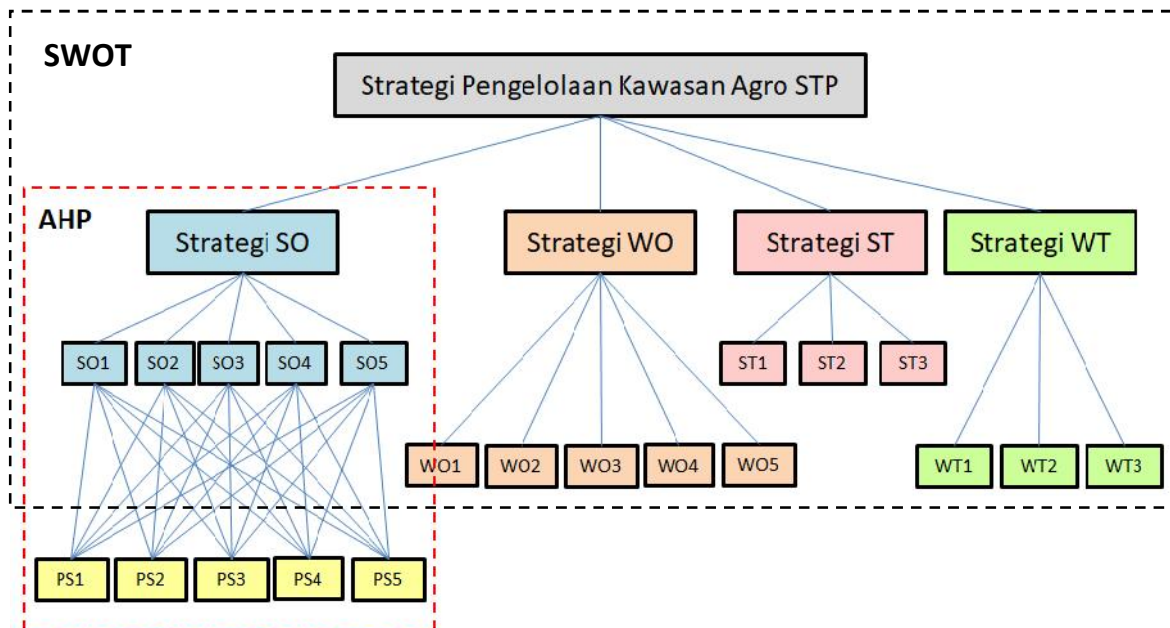 SWOT
Strategi Pengelolaan Kawasan Agro STP
AHP
Strategi SO
Strategi WO
Strategi ST
Strategi WT
SO1
SO2
SO3
SO4
SO5
ST1
ST2
ST3
WO1
WO2
WO3
WO4
WO5
WT1
WT2
WT3
PS1
PS2
PS3
PS4
PS5